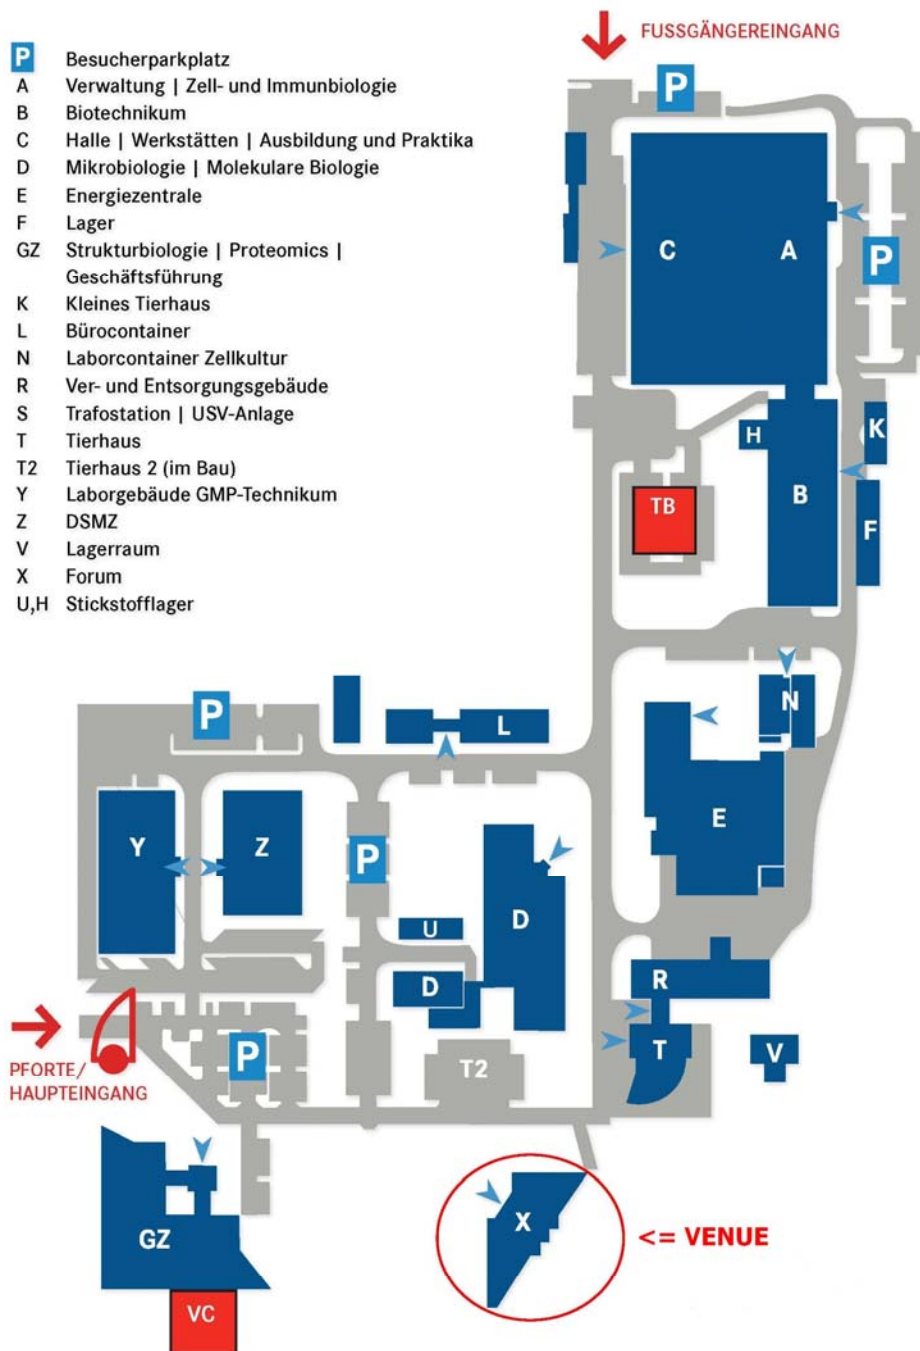 FUSSGÄNGEREINGANG
P Besucherparkplatz
A Verwaltung | Zell- und Immunbiologie
B Biotechnikum
C Halle | Werkstätten | Ausbildung und Praktika
D Mikrobiologie | Molekulare Biologie
E Energiezentrale
F Lager
GZ Strukturbiologie | Proteomics |
Geschäftsführung
K Kleines Tierhaus
L Bürocontainer
N Laborcontainer Zellkultur
R Ver- und Entsorgungsgebäude
S Trafostation | USV-Anlage
T Tierhaus
T2 Tierhaus 2 (im Bau)
Y Laborgebäude GMP-Technikum
Z DSMZ
V Lagerraum
X Forum
U,H Stickstofflager
P
C
A
P
H
K
B
TB
F
N
P
L
E
Y
Z
P
D
U
D
R
P
T
V
T2
PFORTE/
HAUPTEINGANG
X
<= VENUE
GZ
VC